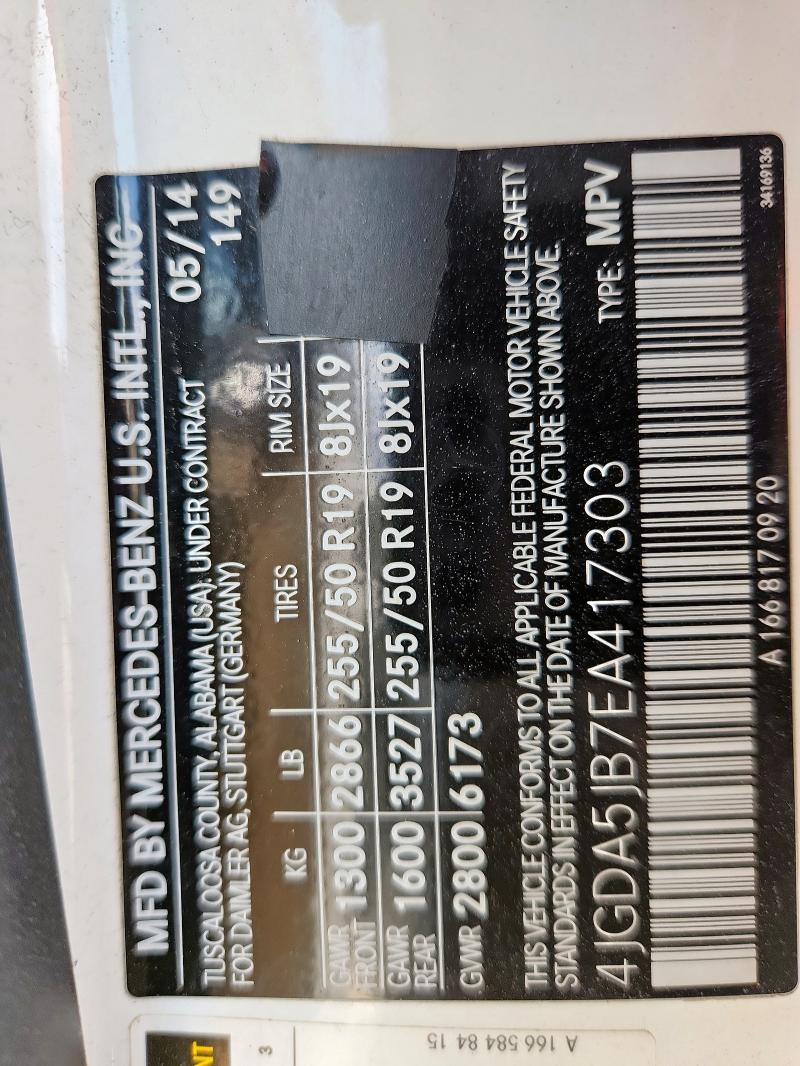 MFD BY MERCEDES-BENZ U.S. INTL., INC
TUSCALOOSA COUNTY, ALABAMA (USA), UNDER CONTRACT 05/14
FOR DAIMLER AG, STUTTGART (GERMANY) 149
KG LB TIRES RIM SIZE
GAWR FRONT 1300 2866 255/50 R19 8Jx19
GAWR REAR 1600 3527 255/50 R19 8Jx19
GVWR 2800 6173
THIS VEHICLE CONFORMS TO ALL APPLICABLE FEDERAL MOTOR VEHICLE SAFETY
STANDARDS IN EFFECT ON THE DATE OF MANUFACTURE SHOWN ABOVE.
4JGDA5JB7EA417303 TYPE: MPV
A 166 817 09 20 34169136
NT
3
A 166 584 84 15